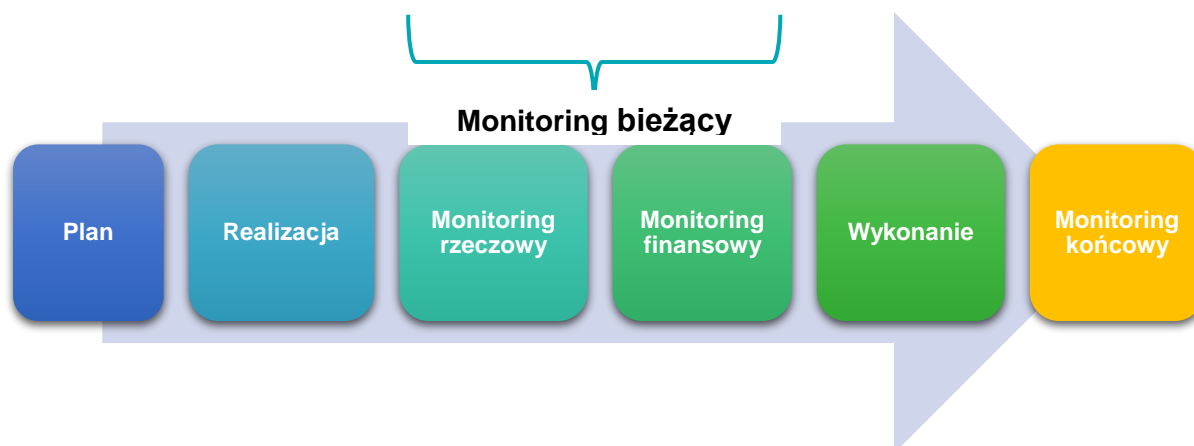 Monitoring bieżący
Plan
Realizacja
Monitoring
rzeczowy
Monitoring
finansowy
Wykonanie
Monitoring
końcowy